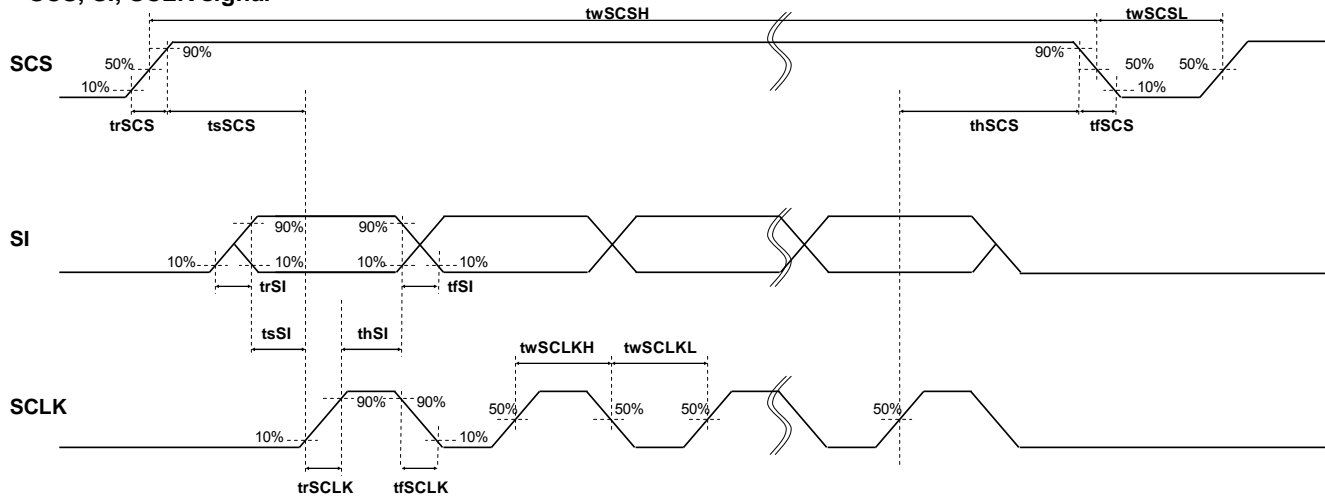 SCS, SI, SCLK signal
twSCSH twSCSL
SCS
90% 90%
50% 50% 50%
10% 10%
trSCS tsSCS thSCS tfSCS
SI
90% 90%
10% 10% 10% 10%
trSI tfSI
tsSI thSI
twSCLKH twSCLKL
SCLK
90% 90% 50% 50% 50% 50%
10% 10%
trSCLK tfSCLK